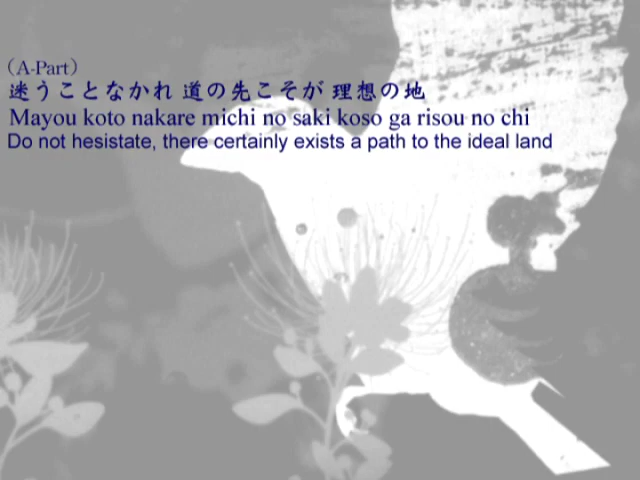 （A-Part）
迷うことなかれ 道の先こそが 理想の地
Mayou koto nakare michi no saki koso ga risou no chi
Do not hesistate, there certainly exists a path to the ideal land